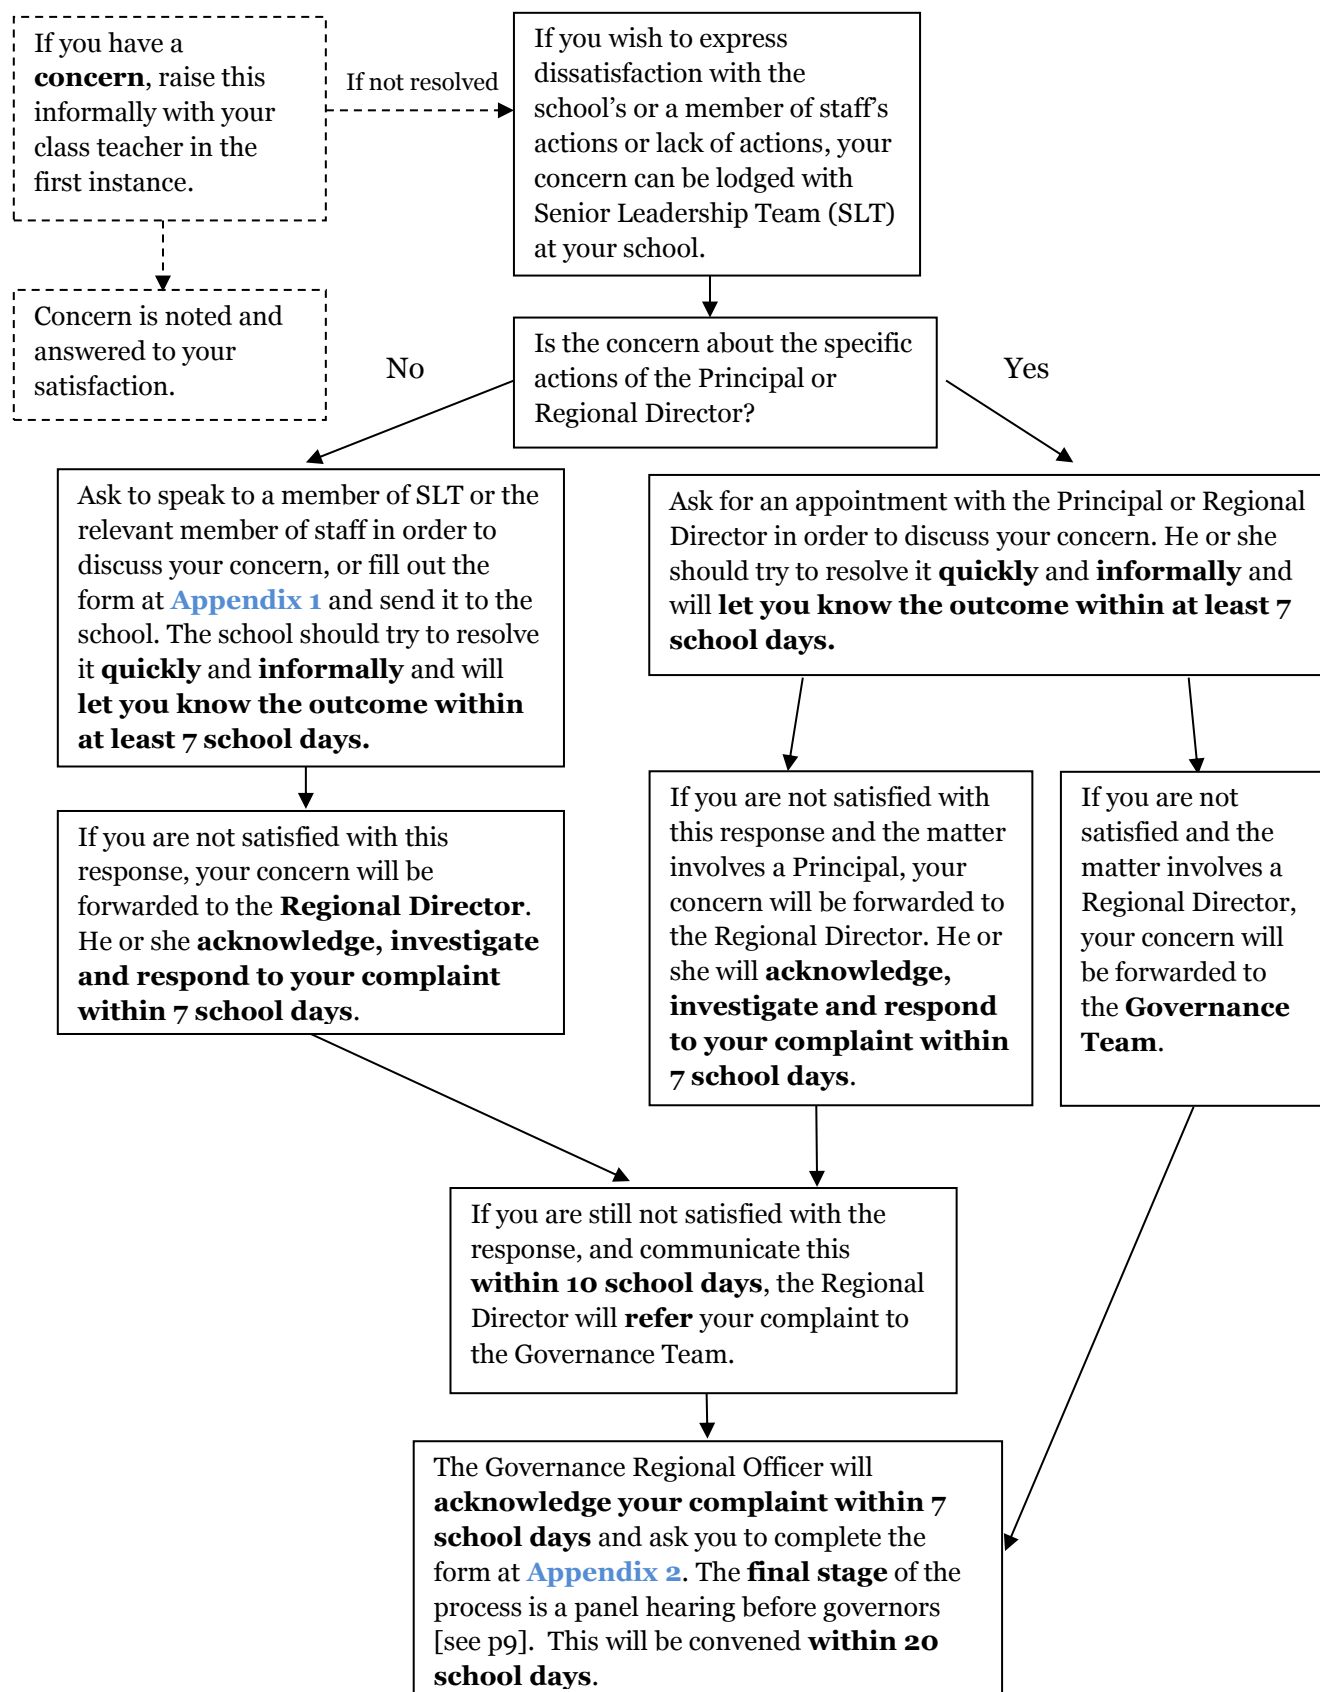 If you have a
concern, raise this
informally with your
class teacher in the
first instance.
If not resolved
If you wish to express
dissatisfaction with the
school’s or a member of staff’s
actions or lack of actions, your
concern can be lodged with
Senior Leadership Team (SLT)
at your school.
Concern is noted and
answered to your
satisfaction.
No
Is the concern about the specific
actions of the Principal or
Regional Director?
Yes
Ask to speak to a member of SLT or the
relevant member of staff in order to
discuss your concern, or fill out the
form at Appendix 1 and send it to the
school. The school should try to resolve
it quickly and informally and will
let you know the outcome within
at least 7 school days.
Ask for an appointment with the Principal or Regional
Director in order to discuss your concern. He or she
should try to resolve it quickly and informally and
will let you know the outcome within at least 7
school days.
If you are not satisfied with this
response, your concern will be
forwarded to the Regional Director.
He or she acknowledge, investigate
and respond to your complaint
within 7 school days.
If you are not satisfied with
this response and the matter
involves a Principal, your
concern will be forwarded to
the Regional Director. He or
she will acknowledge,
investigate and respond
to your complaint within
7 school days.
If you are not
satisfied and the
matter involves a
Regional Director,
your concern will
be forwarded to
the Governance
Team.
If you are still not satisfied with the
response, and communicate this
within 10 school days, the Regional
Director will refer your complaint to
the Governance Team.
The Governance Regional Officer will
acknowledge your complaint within 7
school days and ask you to complete the
form at Appendix 2. The final stage of the
process is a panel hearing before governors
[see p9].  This will be convened within 20
school days.